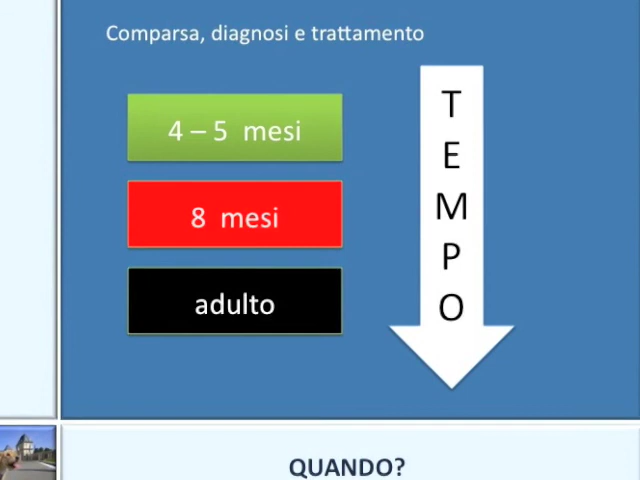 Comparsa, diagnosi e trattamento
4 – 5 mesi
8 mesi
adulto
T
E
M
P
O
QUANDO?